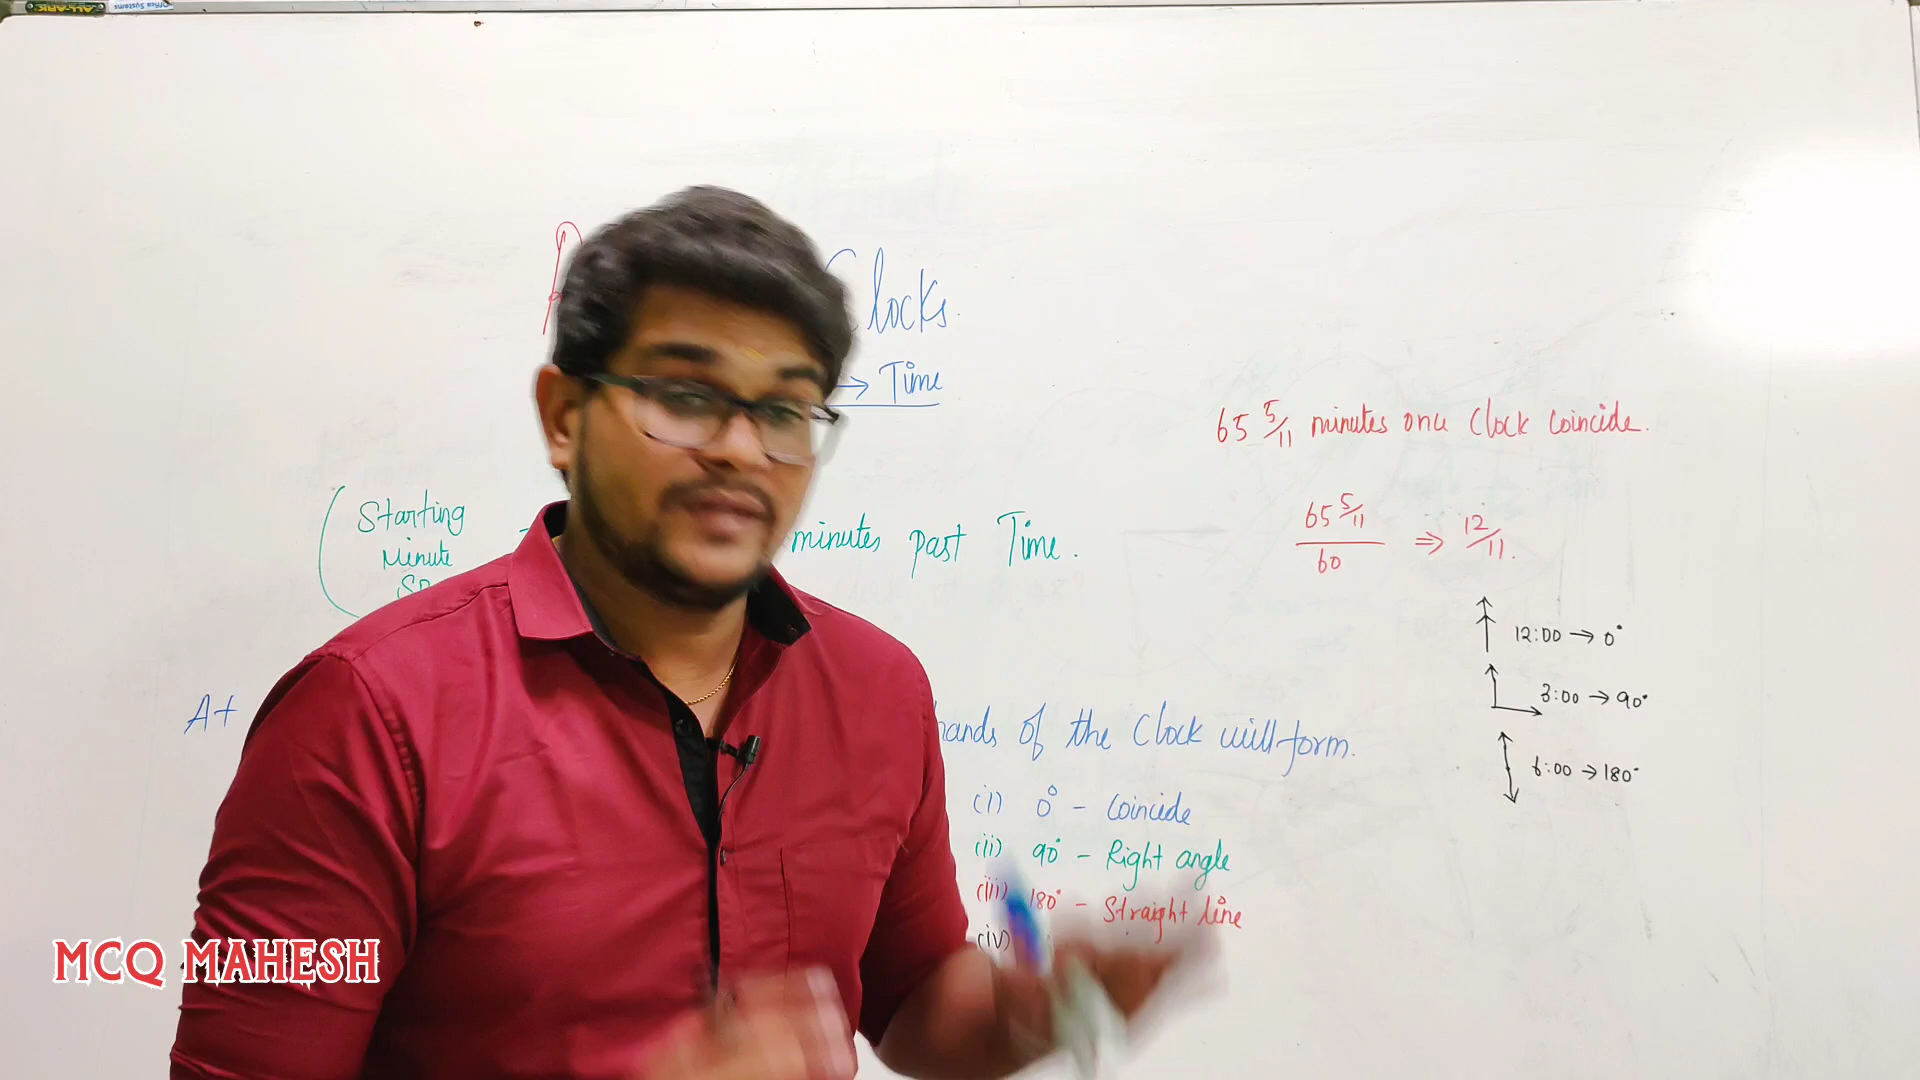 Clocks.
→ Time
65 5/11 minutes once Clock Coincide.
Starting
Minute
minutes past Time.
65 5/11
60
⇒ 12/11.
12:00 → 0°
3:00 → 90°
6:00 → 180°
At
hands of the Clock will form.
(i) 0° - Coincide
(ii) 90° - Right angle
(iii) 180° - Straight line
(iv)
MCQ MAHESH